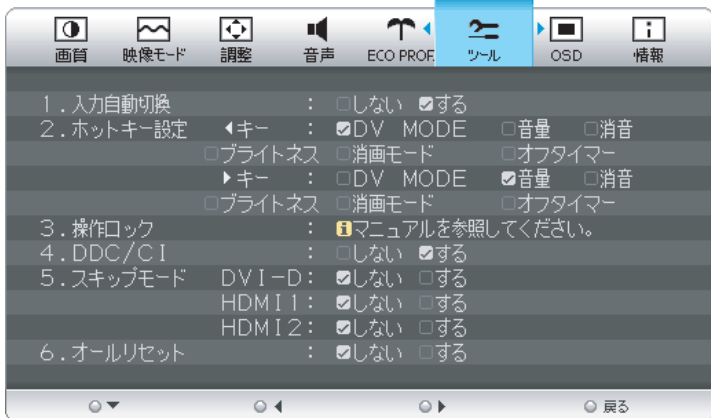 画質 映像モード 調整 音声 ECO PROF. ツール OSD 情報
1.入力自動切換 : □しない ☑する
2.ホットキー設定 ◀キー : ☑DV MODE □音量 □消音
□ブライトネス □消画モード □オフタイマー
▶キー : □DV MODE ☑音量 □消音
□ブライトネス □消画モード □オフタイマー
3.操作ロック : iマニュアルを参照してください。
4.DDC/CI : □しない ☑する
5.スキップモード DVI-D: ☑しない □する
HDMI1: ☑しない □する
HDMI2: ☑しない □する
6.オールリセット : ☑しない □する
戻る